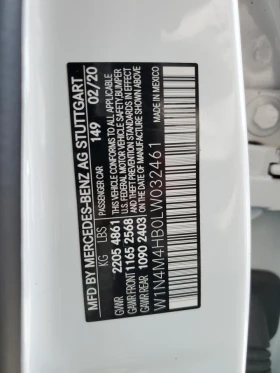 MFD BY MERCEDES-BENZ AG STUTTGART
PASSENGER CAR 149 02/20
KG LBS
GVWR 2205 4861
GAWR FRONT 1165 2568
GAWR REAR 1090 2403
THIS VEHICLE CONFORMS TO ALL APPLICABLE
U.S. FEDERAL MOTOR VEHICLE SAFETY, BUMPER
AND THEFT PREVENTION STANDARDS IN EFFECT
ON THE DATE OF MANUFACTURE SHOWN ABOVE
W1N4M4HB0LW032461
MADE IN MEXICO